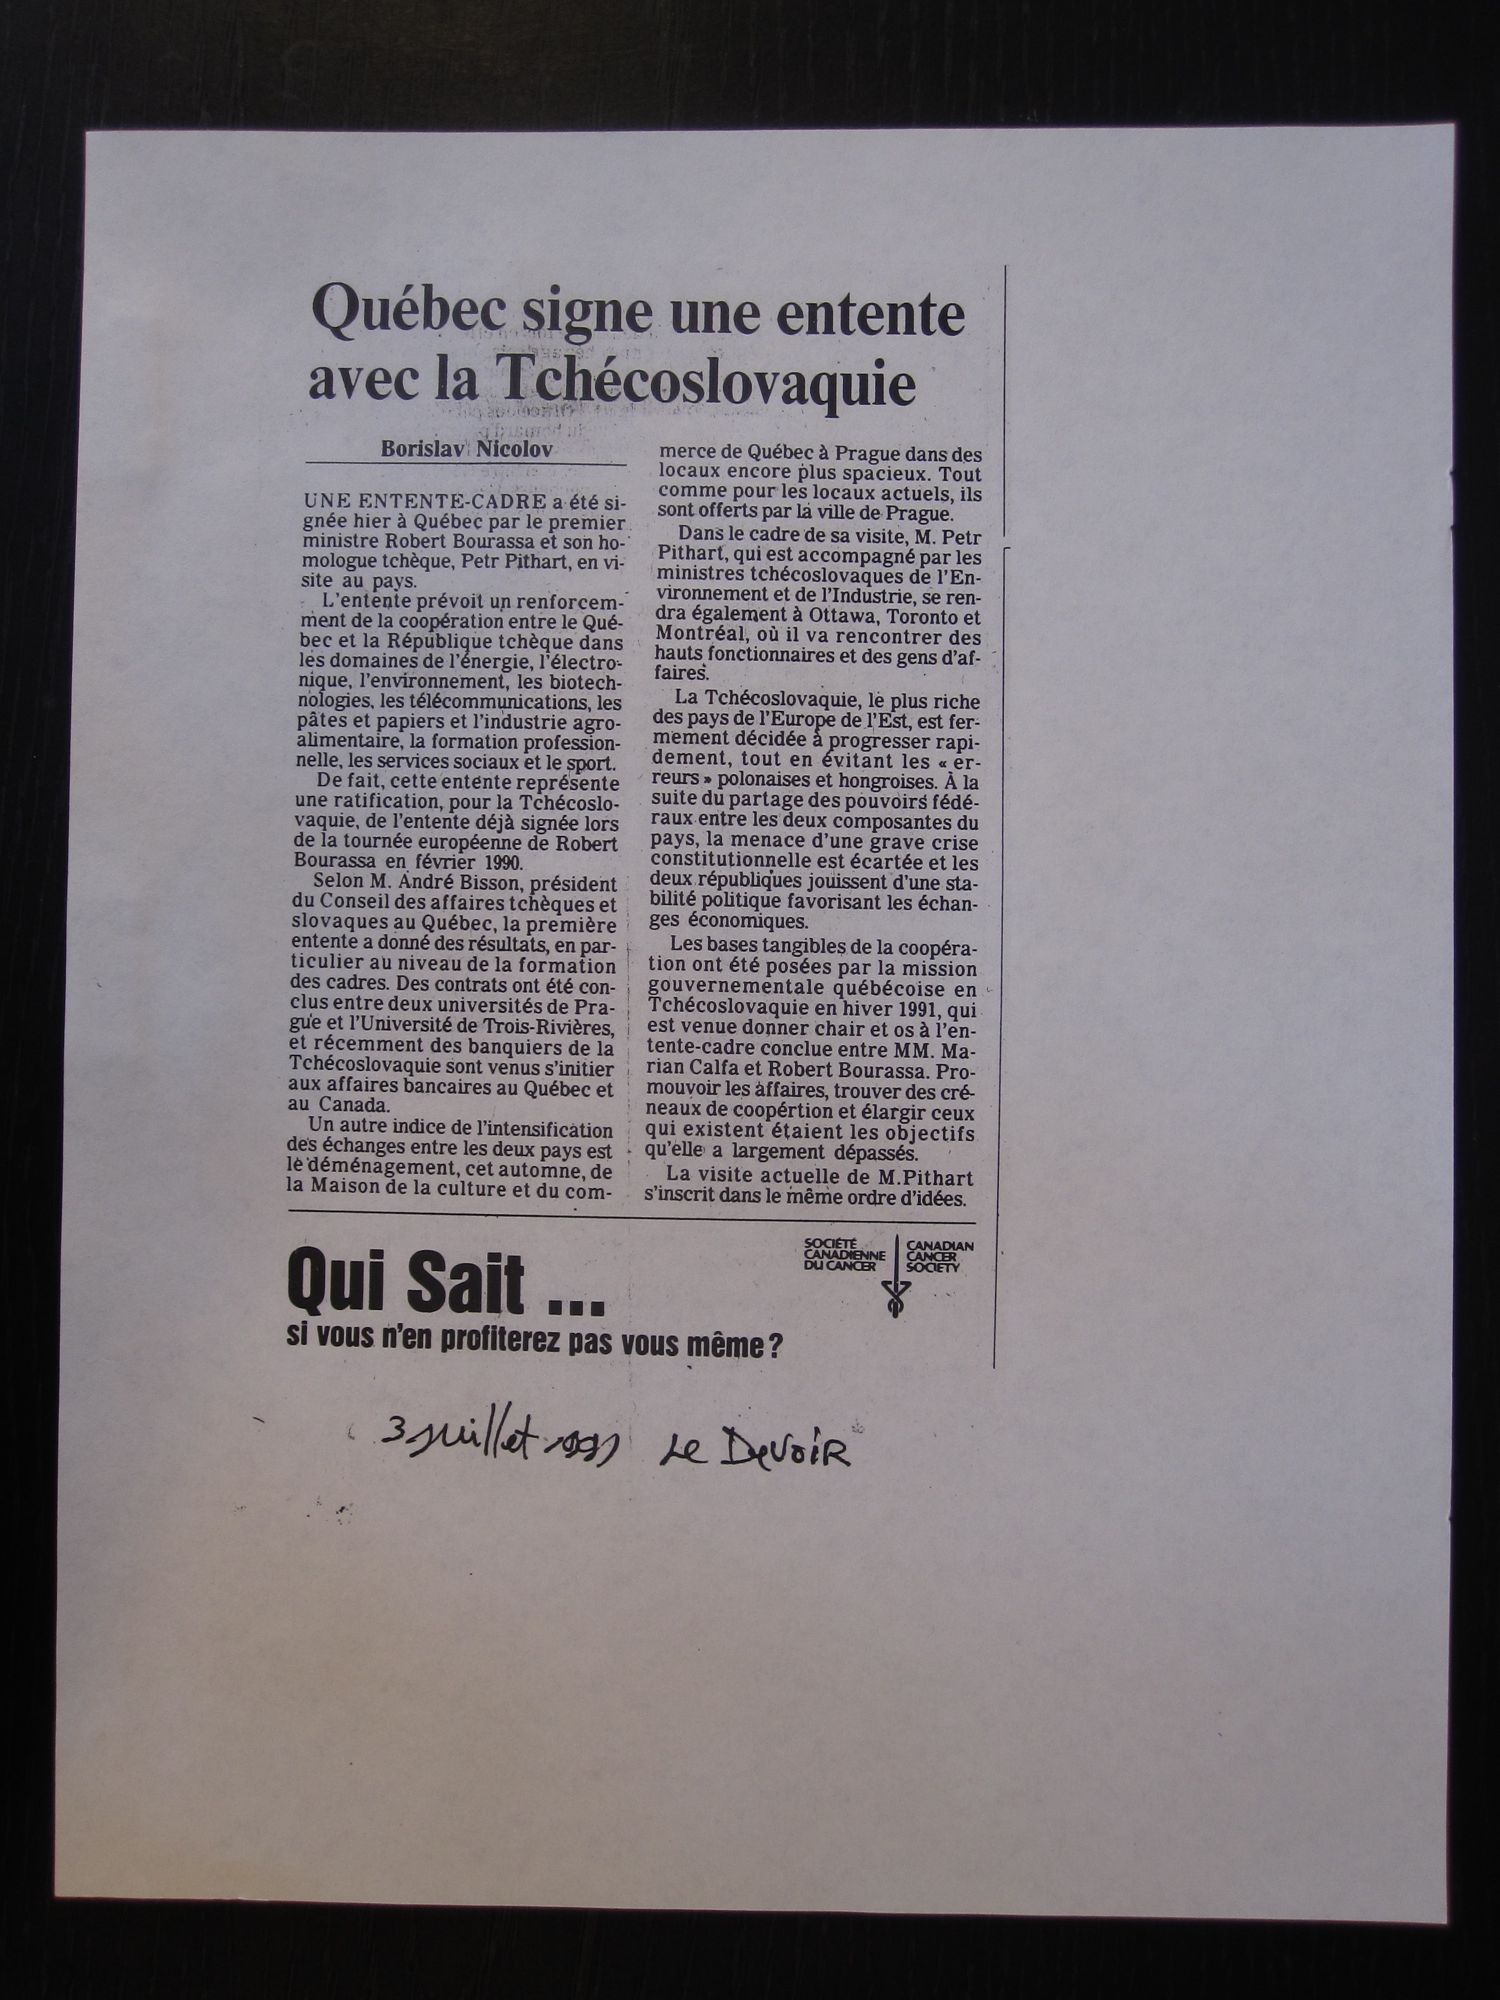 Québec signe une entente
avec la Tchécoslovaquie
Borislav Nicolov
UNE ENTENTE-CADRE a été si-
gnée hier à Québec par le premier
ministre Robert Bourassa et son ho-
mologue tchèque, Petr Pithart, en vi-
site au pays.
L'entente prévoit un renforcem-
ment de la coopération entre le Qué-
bec et la République tchèque dans
les domaines de l'énergie, l'électro-
nique, l'environnement, les biotech-
nologies, les télécommunications, les
pâtes et papiers et l'industrie agro-
alimentaire, la formation profession-
nelle, les services sociaux et le sport.
De fait, cette entente représente
une ratification, pour la Tchécoslo-
vaquie, de l'entente déjà signée lors
de la tournée européenne de Robert
Bourassa en février 1990.
Selon M. André Bisson, président
du Conseil des affaires tchèques et
slovaques au Québec, la première
entente a donné des résultats, en par-
ticulier au niveau de la formation
des cadres. Des contrats ont été con-
clus entre deux universités de Pra-
gue et l'Université de Trois-Rivières,
et récemment des banquiers de la
Tchécoslovaquie sont venus s'initier
aux affaires bancaires au Québec et
au Canada.
Un autre indice de l'intensification
des échanges entre les deux pays est
le déménagement, cet automne, de
la Maison de la culture et du com-
merce de Québec à Prague dans des
locaux encore plus spacieux. Tout
comme pour les locaux actuels, ils
sont offerts par la ville de Prague.
Dans le cadre de sa visite, M. Petr
Pithart, qui est accompagné par les
ministres tchécoslovaques de l'En-
vironnement et de l'Industrie, se ren-
dra également à Ottawa, Toronto et
Montréal, où il va rencontrer des
hauts fonctionnaires et des gens d'af-
faires.
La Tchécoslovaquie, le plus riche
des pays de l'Europe de l'Est, est fer-
mement décidée à progresser rapi-
dement, tout en évitant les « er-
reurs » polonaises et hongroises. À la
suite du partage des pouvoirs fédé-
raux entre les deux composantes du
pays, la menace d'une grave crise
constitutionnelle est écartée et les
deux républiques jouissent d'une sta-
bilité politique favorisant les échan-
ges économiques.
Les bases tangibles de la coopéra-
tion ont été posées par la mission
gouvernementale québécoise en
Tchécoslovaquie en hiver 1991, qui
est venue donner chair et os à l'en-
tente-cadre conclue entre MM. Ma-
rian Calfa et Robert Bourassa. Pro-
mouvoir les affaires, trouver des cré-
neaux de coopértion et élargir ceux
qui existent étaient les objectifs
qu'elle a largement dépassés.
La visite actuelle de M.Pithart
s'inscrit dans le même ordre d'idées.
Qui Sait ...
si vous n'en profiterez pas vous même?
SOCIÉTÉ
CANADIENNE
DU CANCER
CANADIAN
CANCER
SOCIETY
3 juillet 1991 Le Devoir